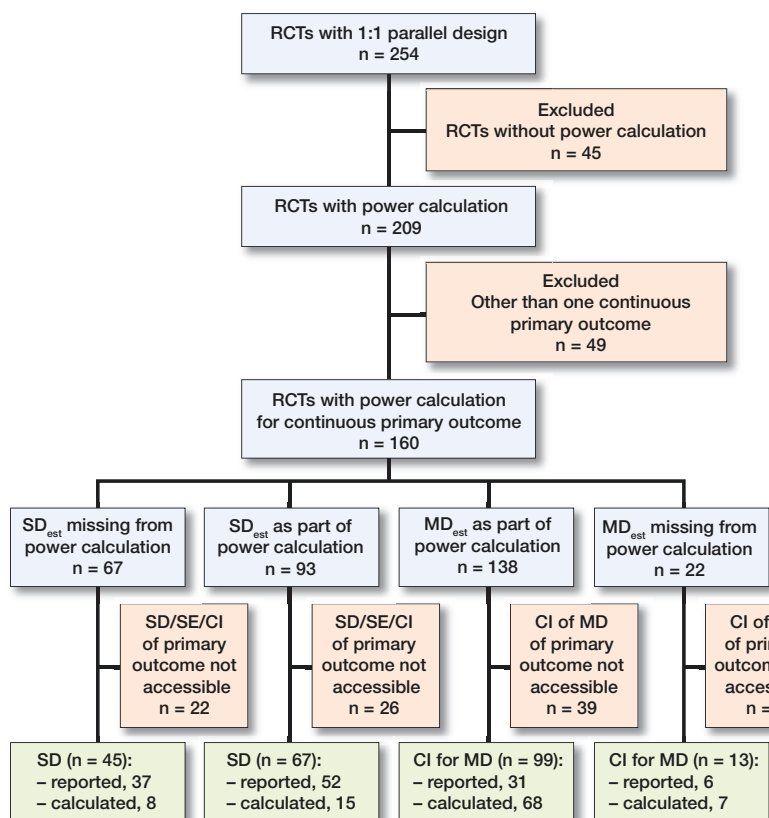 RCTs with 1:1 parallel design
n = 254
Excluded
RCTs without power calculation
n = 45
RCTs with power calculation
n = 209
Excluded
Other than one continuous
primary outcome
n = 49
RCTs with power calculation
for continuous primary outcome
n = 160
SDest missing from
power calculation
n = 67
SDest as part of
power calculation
n = 93
MDest as part of
power calculation
n = 138
MDest missing from
power calculation
n = 22
SD/SE/CI
of primary
outcome not
accessible
n = 22
SD/SE/CI
of primary
outcome not
accessible
n = 26
CI of MD
of primary
outcome not
accessible
n = 39
CI of
of
n =
SD (n = 45):
– reported, 37
– calculated, 8
SD (n = 67):
– reported, 52
– calculated, 15
CI for MD (n = 99):
– reported, 31
– calculated, 68
CI for MD (n = 13):
– reported, 6
– calculated, 7